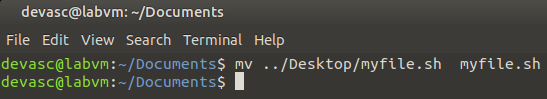 devasc@labvm: ~/Documents
File Edit View Search Terminal Help
devasc@labvm:~/Documents$ mv ../Desktop/myfile.sh  myfile.sh
devasc@labvm:~/Documents$